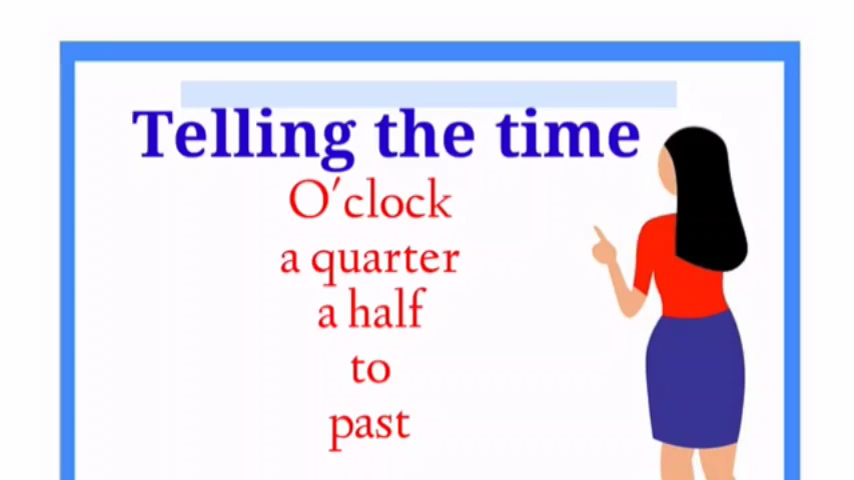 Telling the time
O'clock
a quarter
a half
to
past